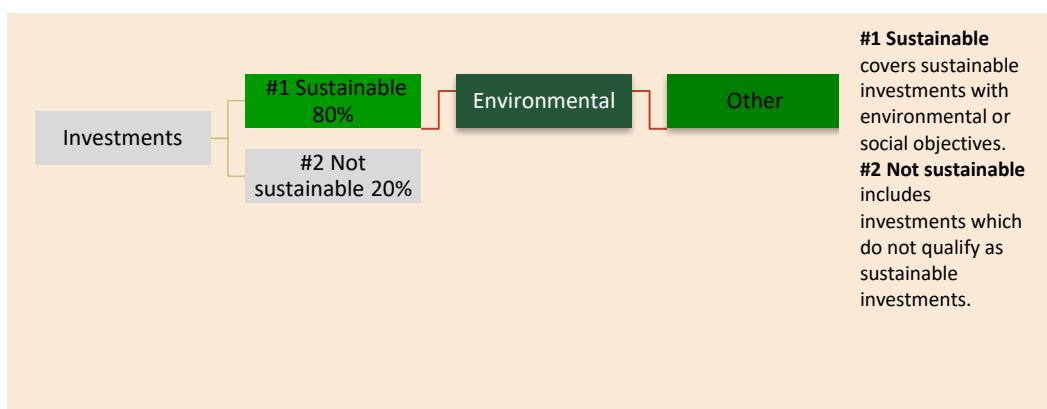 Investments
#1 Sustainable
80%
#2 Not
sustainable 20%
Environmental
Other
#1 Sustainable
covers sustainable
investments with
environmental or
social objectives.
#2 Not sustainable
includes
investments which
do not qualify as
sustainable
investments.